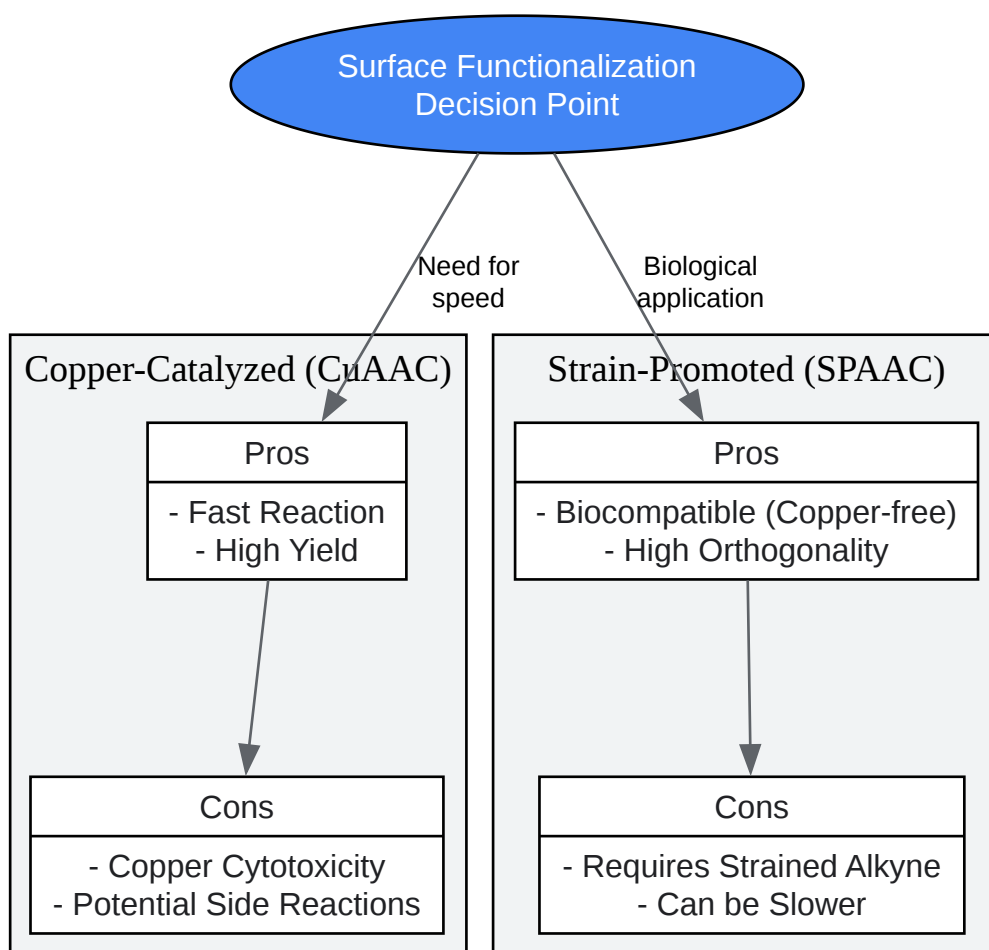 Surface Functionalization
Decision Point
Need for
speed
Biological
application
Copper-Catalyzed (CuAAC)
Pros
- Fast Reaction
- High Yield
Cons
- Copper Cytotoxicity
- Potential Side Reactions
Strain-Promoted (SPAAC)
Pros
- Biocompatible (Copper-free)
- High Orthogonality
Cons
- Requires Strained Alkyne
- Can be Slower